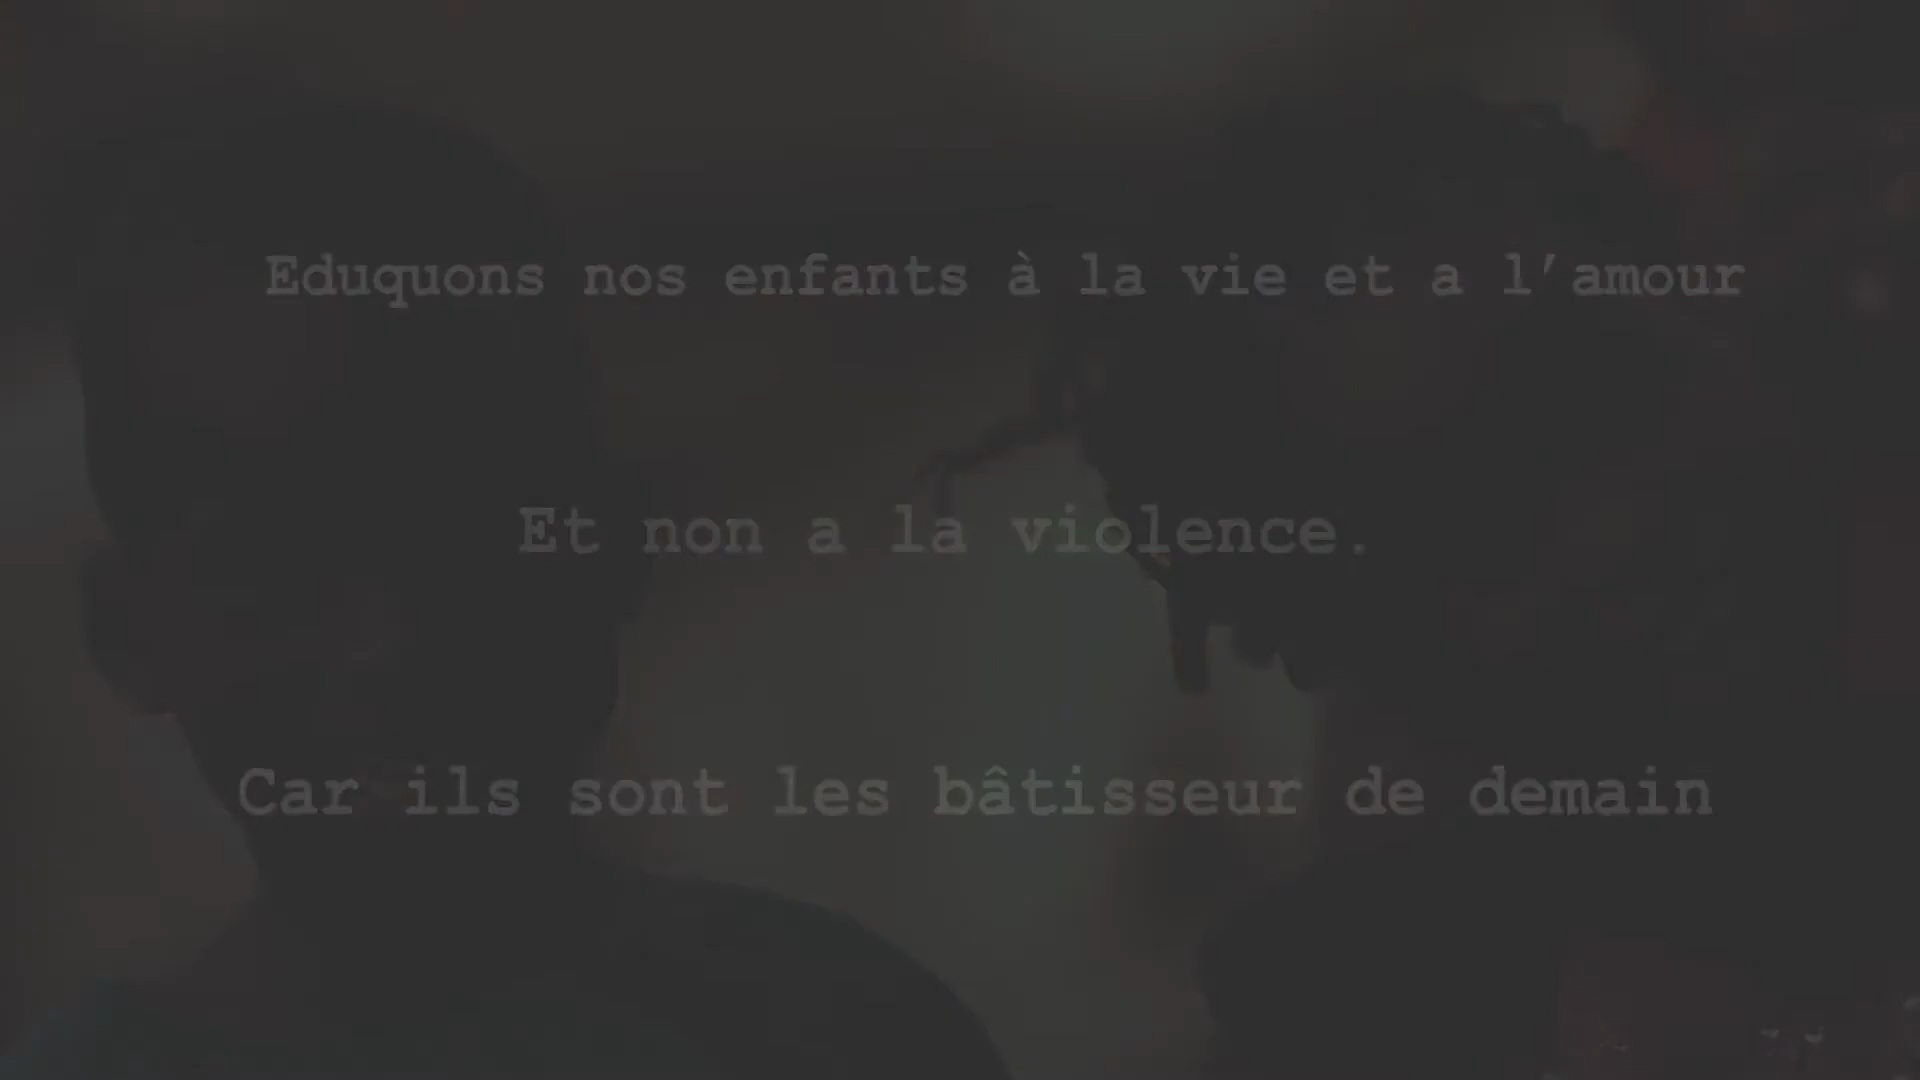 Eduquons nos enfants à la vie et a l’amour
Et non a la violence.
Car ils sont les bâtisseur de demain